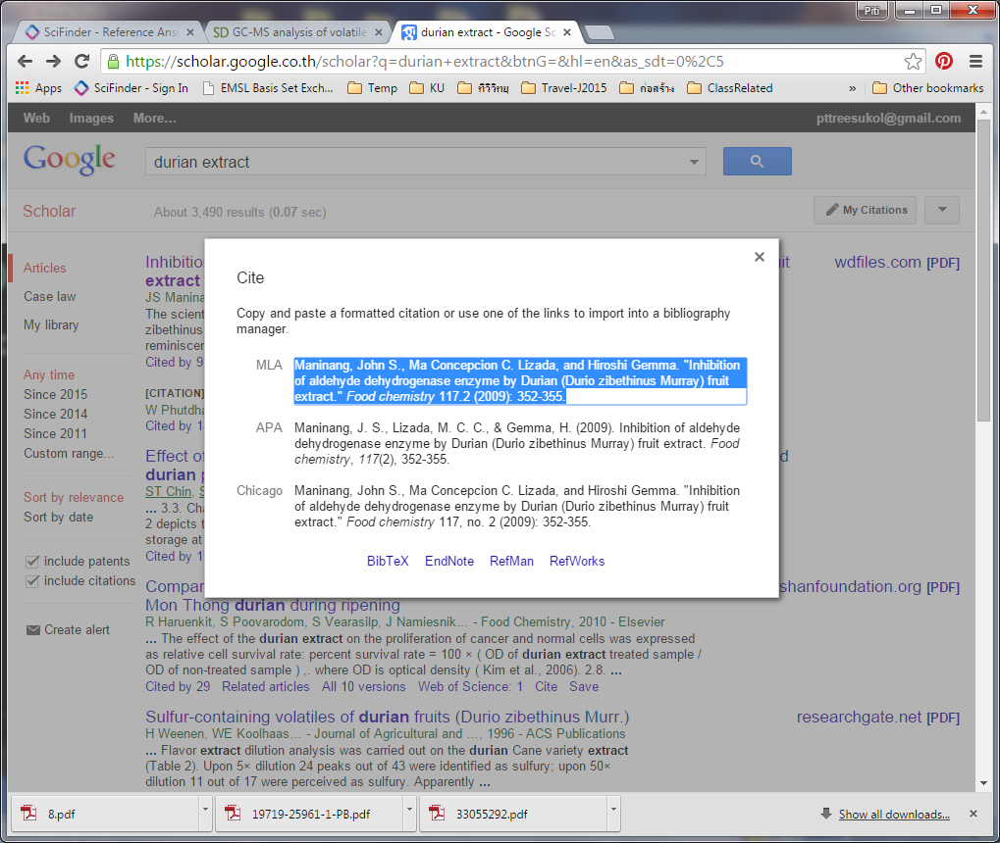 Piti
SciFinder - Reference Ans
SD GC-MS analysis of volatile
durian extract - Google Sc
https://scholar.google.co.th/scholar?q=durian+extract&btnG=&hl=en&as_sdt=0%2C5
Apps SciFinder - Sign In EMSL Basis Set Exch... Temp KU กีวิวิทยุ Travel-J2015 ก่อสร้าง ClassRelated » Other bookmarks
Web Images More... pttreesukol@gmail.com
Google durian extract
Scholar About 3,490 results (0.07 sec) My Citations
Articles
Case law
My library
Any time
Since 2015
Since 2014
Since 2011
Custom range...
Sort by relevance
Sort by date
include patents
include citations
Create alert
Inhibitio uit wdfiles.com [PDF]
extract
JS Manina
The scient
zibethinus
reminiscer
Cited by 9
[CITATION]
W Phutdha
Cited by 1
Effect of d
durian p
ST Chin, S
... 3.3. Cha
2 depicts t
storage at
Cited by 1
Cite
Copy and paste a formatted citation or use one of the links to import into a bibliography
manager.
MLA Maninang, John S., Ma Concepcion C. Lizada, and Hiroshi Gemma. "Inhibition
of aldehyde dehydrogenase enzyme by Durian (Durio zibethinus Murray) fruit
extract." Food chemistry 117.2 (2009): 352-355.
APA Maninang, J. S., Lizada, M. C. C., & Gemma, H. (2009). Inhibition of aldehyde
dehydrogenase enzyme by Durian (Durio zibethinus Murray) fruit extract. Food
chemistry, 117(2), 352-355.
Chicago Maninang, John S., Ma Concepcion C. Lizada, and Hiroshi Gemma. "Inhibition
of aldehyde dehydrogenase enzyme by Durian (Durio zibethinus Murray) fruit
extract." Food chemistry 117, no. 2 (2009): 352-355.
BibTeX EndNote RefMan RefWorks
Compar shanfoundation.org [PDF]
Mon Thong durian during ripening
R Haruenkit, S Poovarodom, S Vearasilp, J Namiesnik... - Food Chemistry, 2010 - Elsevier
... The effect of the durian extract on the proliferation of cancer and normal cells was expressed
as relative cell survival rate: percent survival rate = 100 × ( OD of durian extract treated sample /
OD of non-treated sample ) ,. where OD is optical density ( Kim et al., 2006). 2.8. ...
Cited by 29 Related articles All 10 versions Web of Science: 1 Cite Save
Sulfur-containing volatiles of durian fruits (Durio zibethinus Murr.) researchgate.net [PDF]
H Weenen, WE Koolhaas... - Journal of Agricultural and ..., 1996 - ACS Publications
... Flavor extract dilution analysis was carried out on the durian Cane variety extract
(Table 2). Upon 5× dilution 24 peaks out of 43 were identified as sulfury; upon 50×
dilution 11 out of 17 were perceived as sulfury. Apparently ...
8.pdf 19719-25961-1-PB.pdf 33055292.pdf Show all downloads...